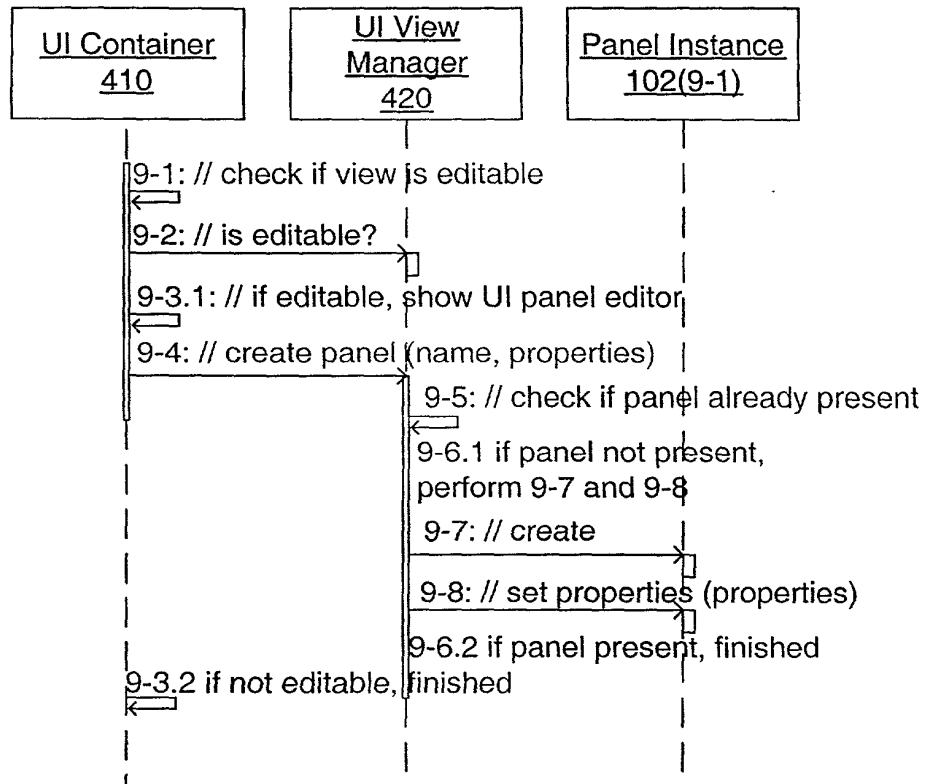 UI Container
410
UI View
Manager
420
Panel Instance
102(9-1)
9-1: // check if view is editable
9-2: // is editable?
9-3.1: // if editable, show UI panel editor
9-4: // create panel (name, properties)
9-5: // check if panel already present
9-6.1 if panel not present,
perform 9-7 and 9-8
9-7: // create
9-8: // set properties (properties)
9-6.2 if panel present, finished
9-3.2 if not editable, finished